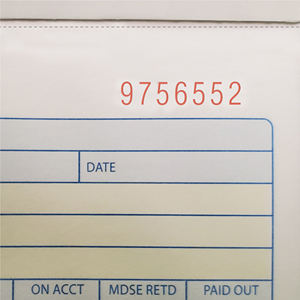 9756552
DATE
ON ACCT MDSE RETD PAID OUT